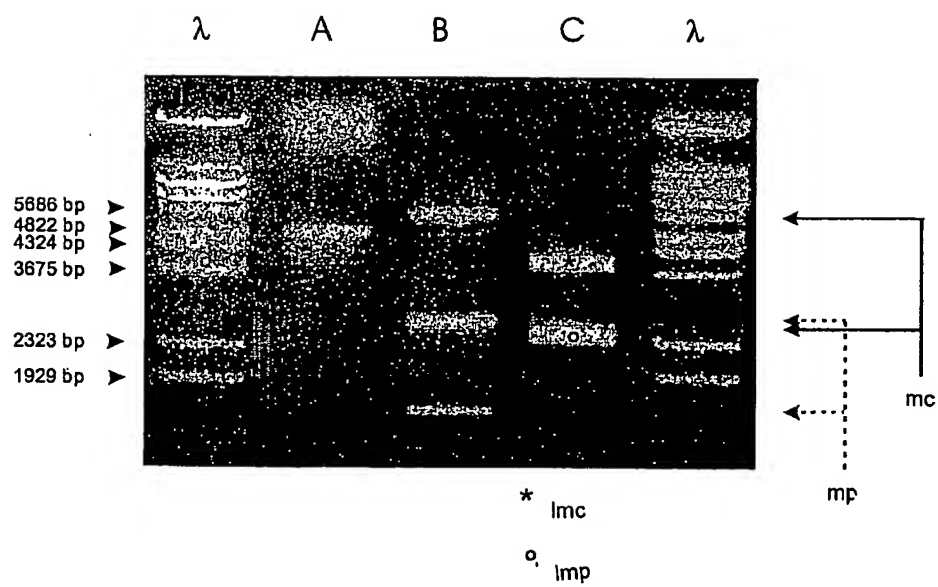 λ A B C λ
5686 bp
4822 bp
4324 bp
3675 bp
2323 bp
1929 bp
mc
mp
* lmc
° lmp